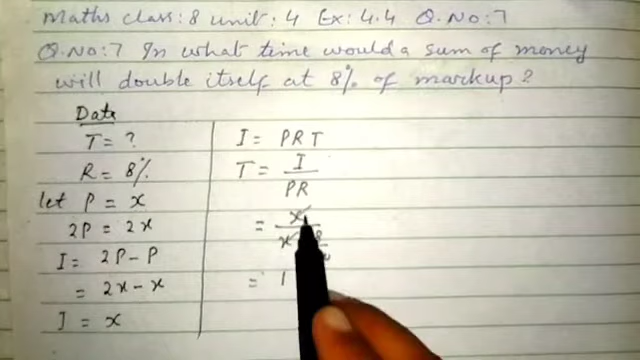 Maths class: 8 unit: 4 Ex: 4.4 Q.No: 7
Q.No: 7 In what time would a sum of money
will double itself at 8% of markup?
Data
T = ?
R = 8%
let P = x
2P = 2x
I = 2P - P
= 2x - x
I = x
I = PRT
T = I
PR
= x
x 8
= 1